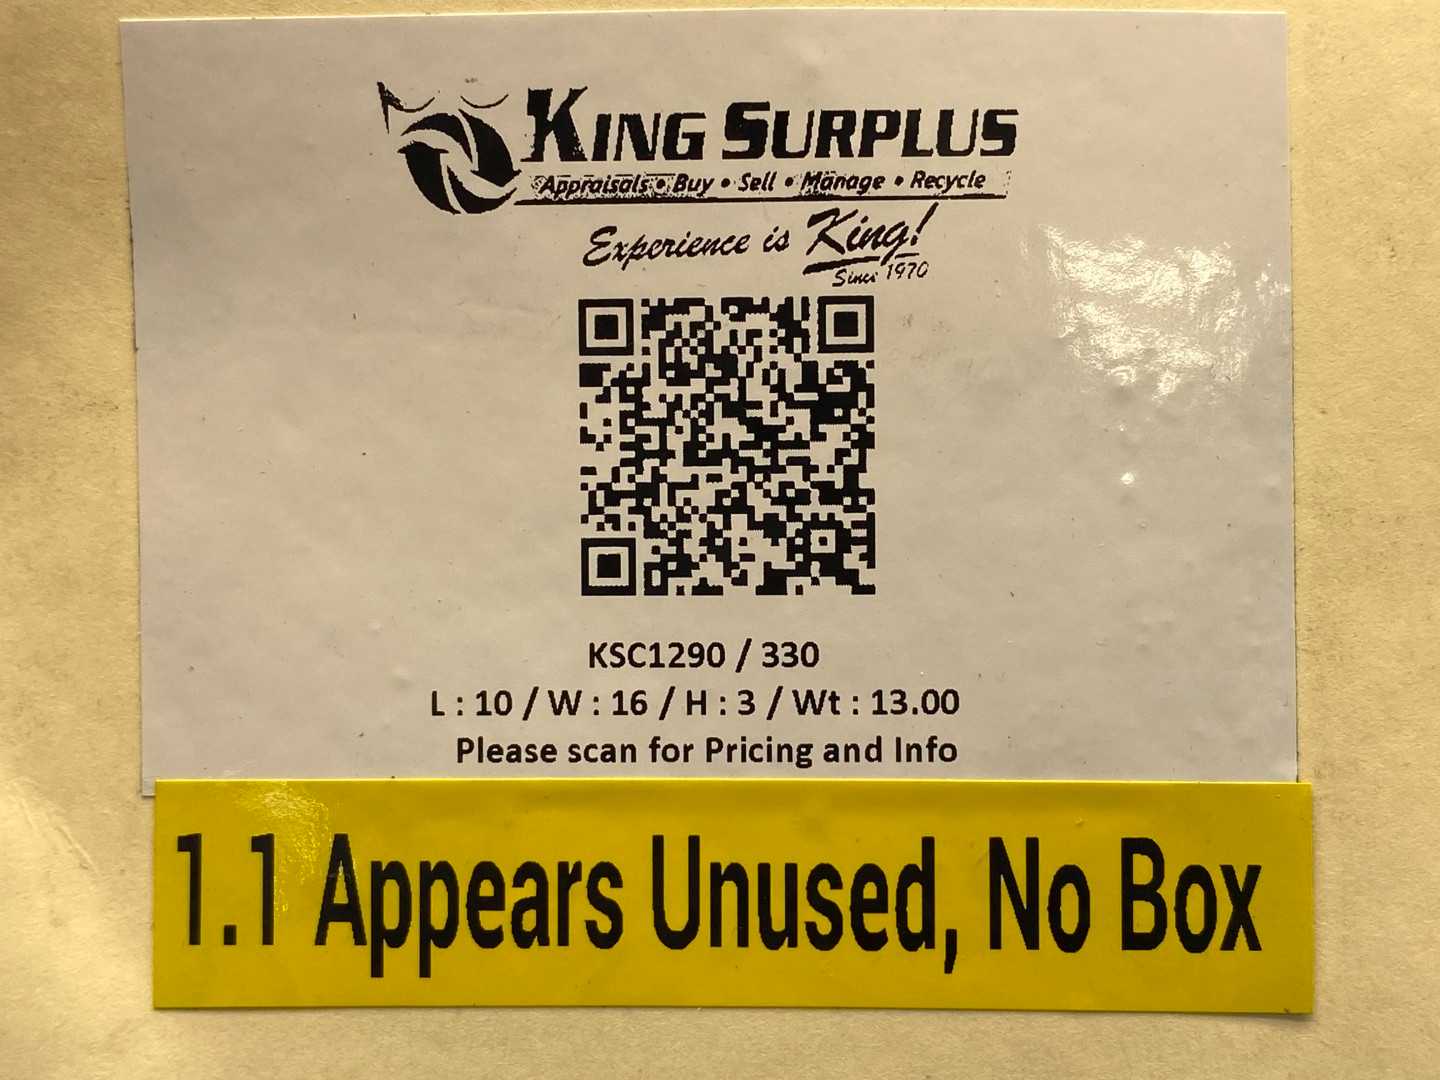 KING SURPLUS
Appraisals • Buy • Sell • Manage • Recycle
Experience is King!
Since 1970
KSC1290 / 330
L : 10 / W : 16 / H : 3 / Wt : 13.00
Please scan for Pricing and Info
1.1 Appears Unused, No Box